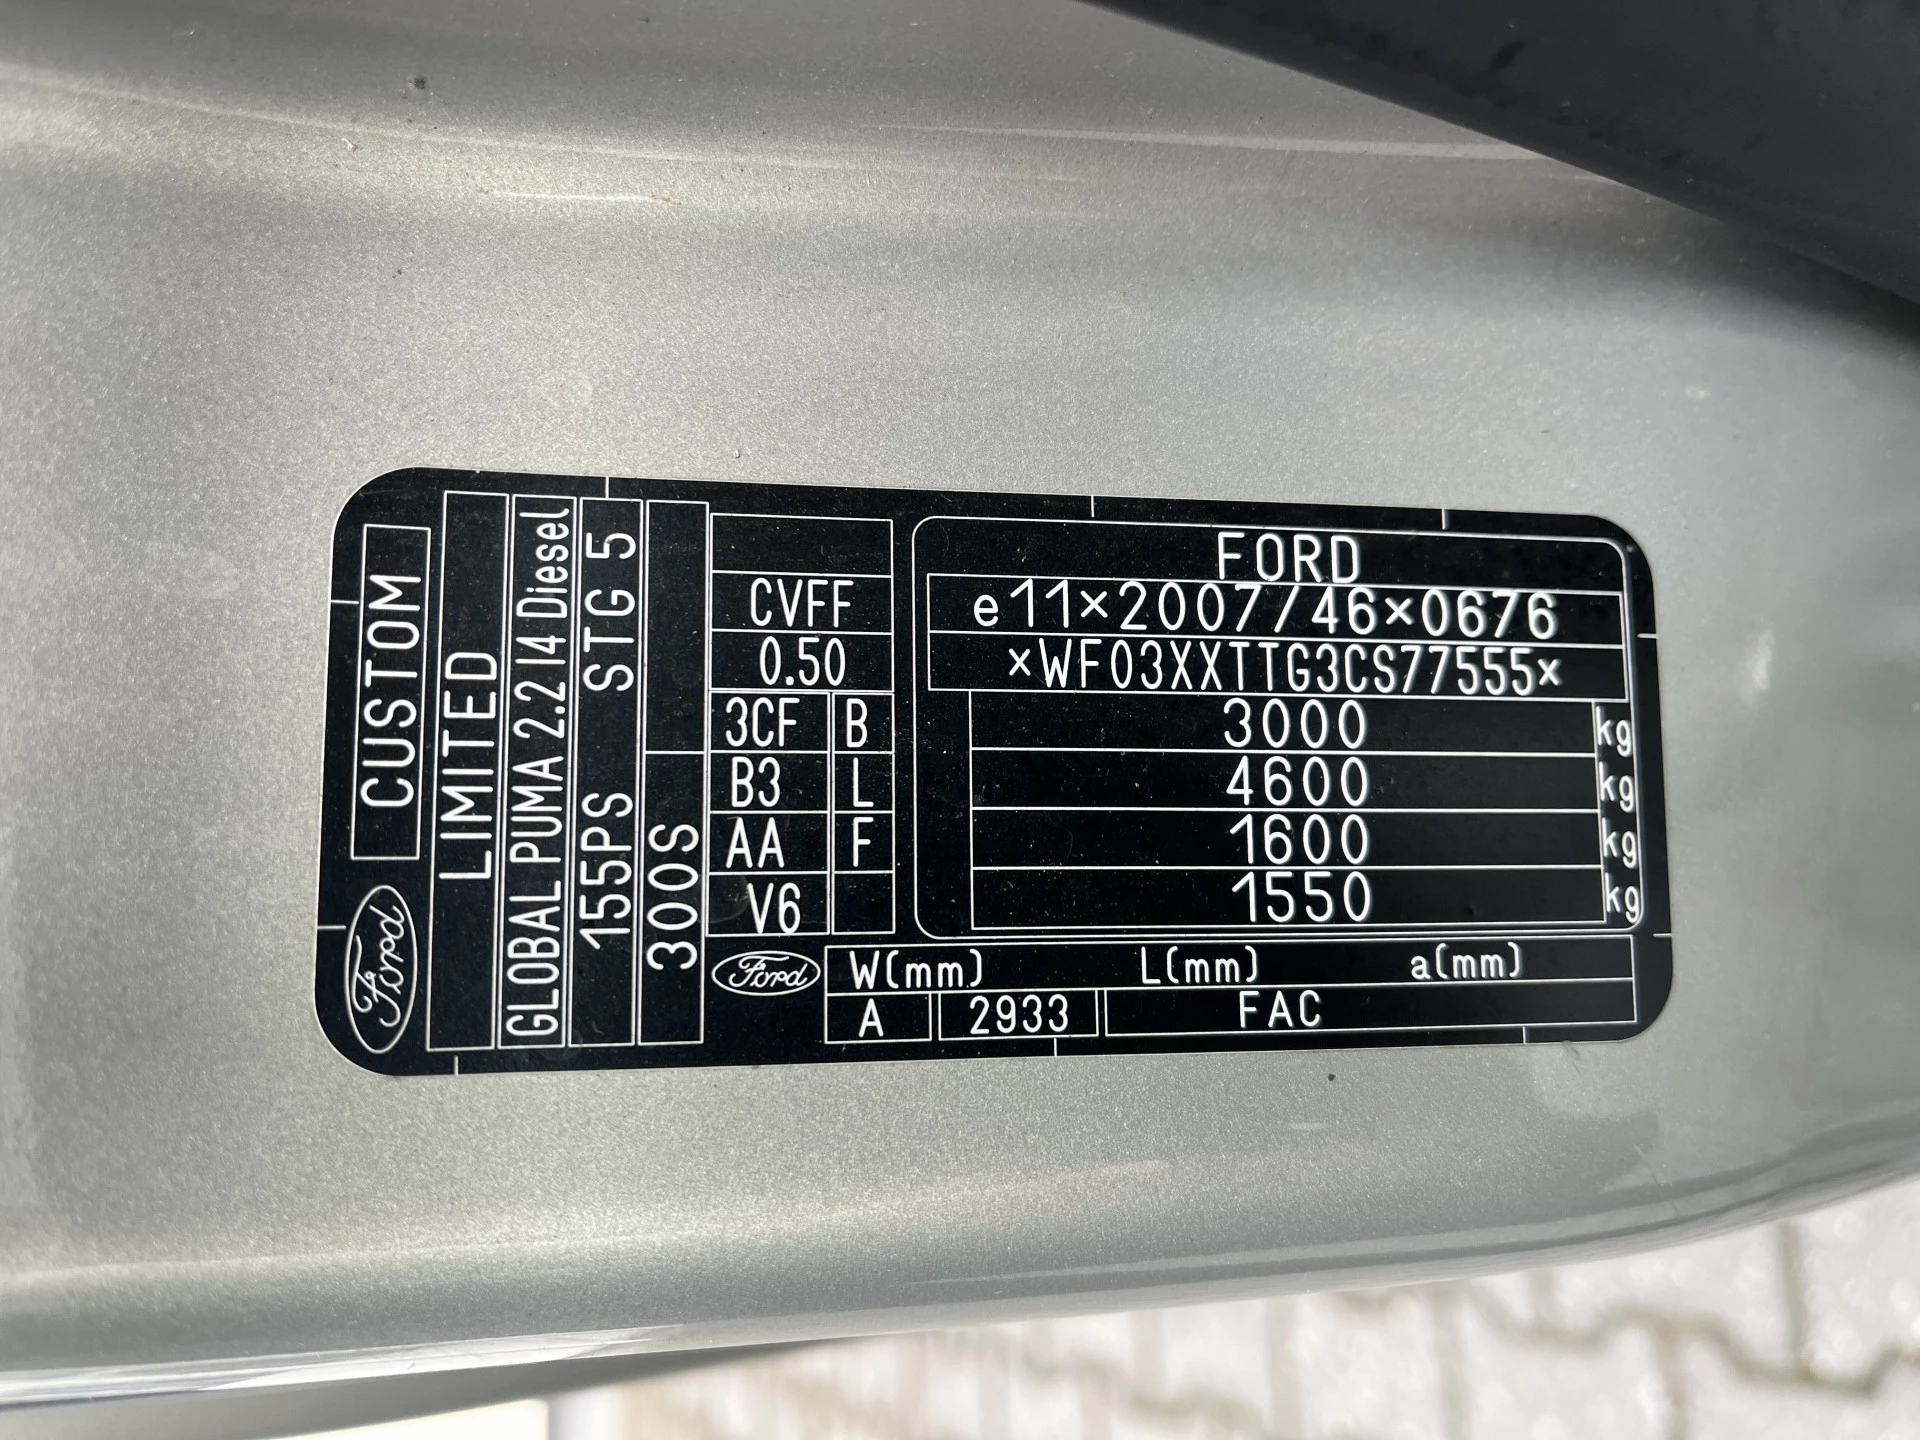 Ford
CUSTOM
LIMITED
GLOBAL PUMA 2.2 I4 Diesel
155PS STG 5
300S
CVFF
0.50
3CF B
B3 L
AA F
V6
FORD
e11×2007/46×0676
×WF03XXTTG3CS77555×
3000 kg
4600 kg
1600 kg
1550 kg
Ford
W(mm) L(mm) a(mm)
A 2933 FAC